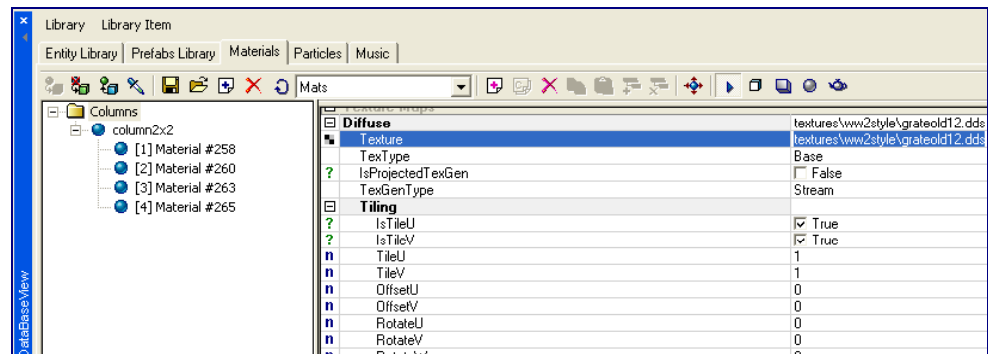 Library Library Item
Entity Library Prefabs Library Materials Particles Music
Mats
Columns
column2x2
[1] Material #258
[2] Material #260
[3] Material #263
[4] Material #265
Texture Maps
Diffuse textures\ww2style\grateold12.dds
Texture textures\ww2style\grateold12.dds
TexType Base
? IsProjectedTexGen False
TexGenType Stream
Tiling
? IsTileU True
? IsTileV True
n TileU 1
n TileV 1
n OffsetU 0
n OffsetV 0
n RotateU 0
n RotateV 0
DataBaseView